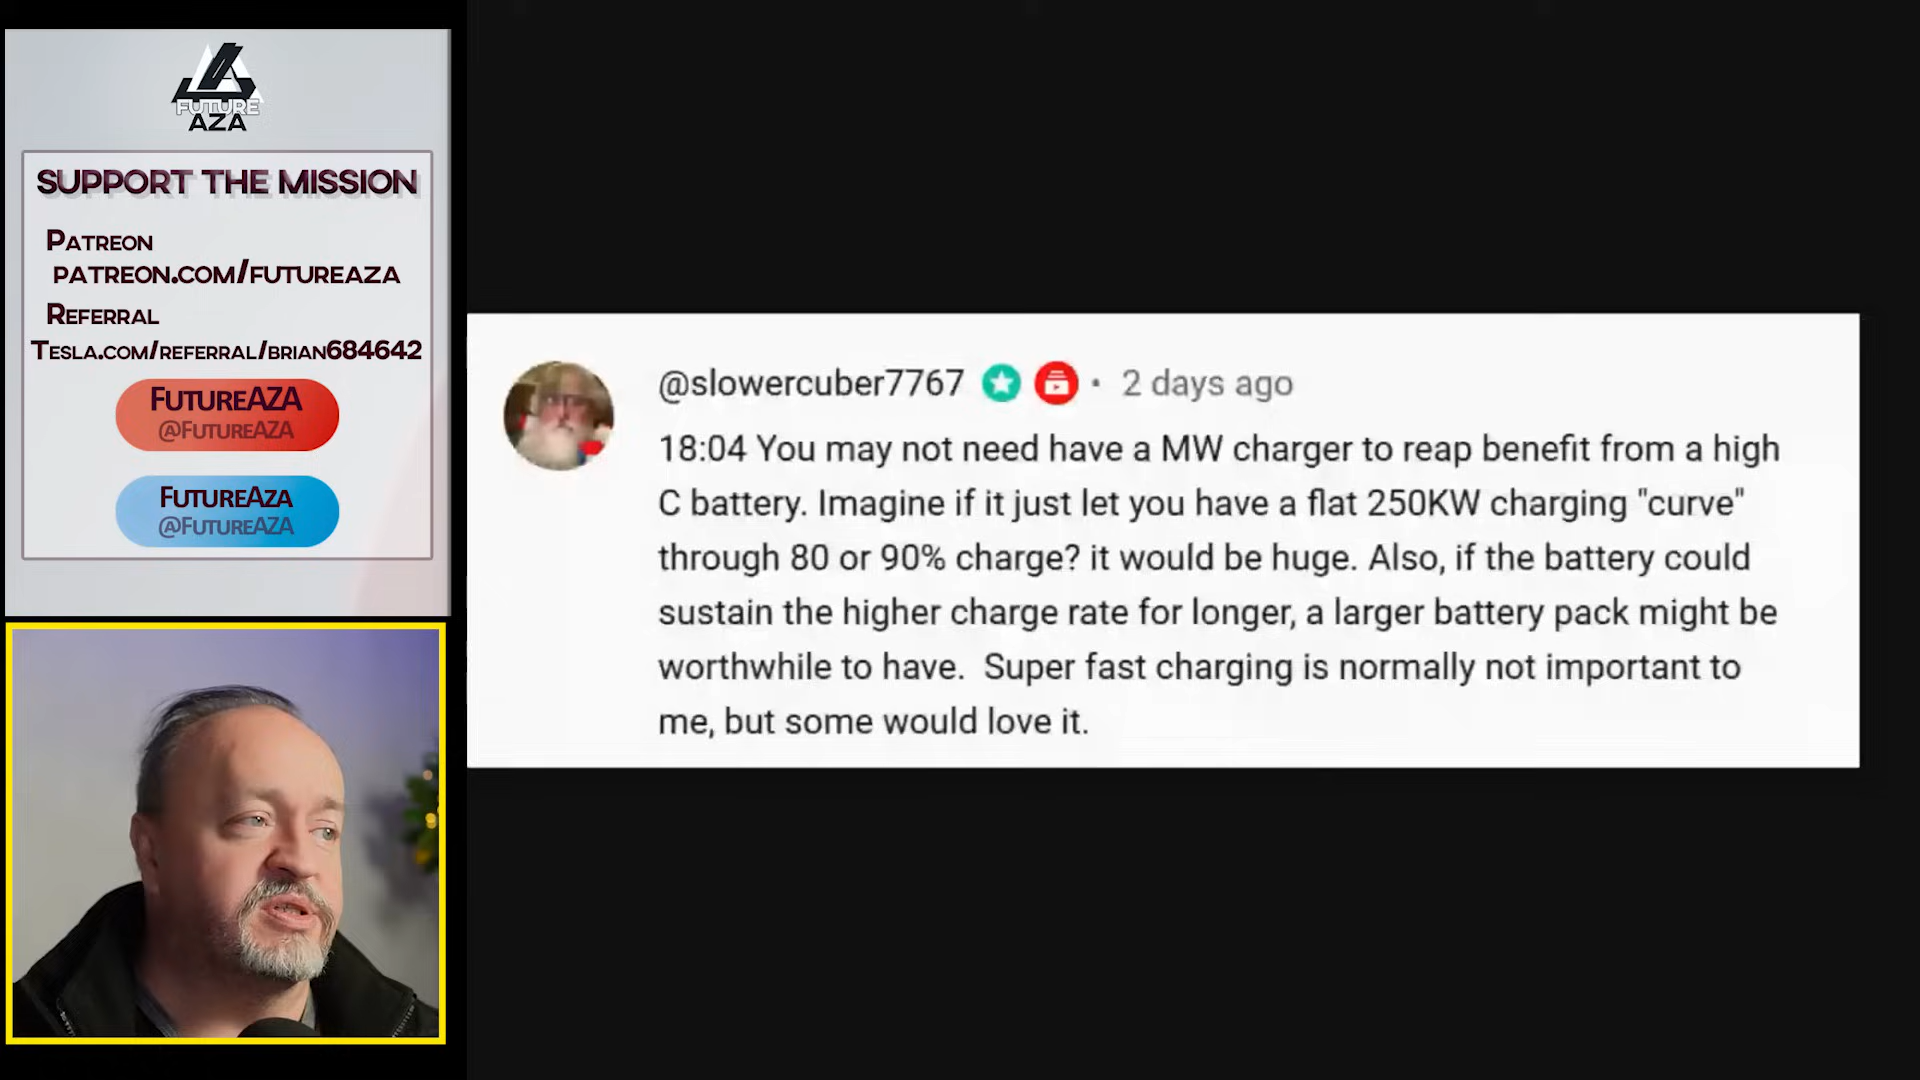 FUTURE
AZA
SUPPORT THE MISSION
PATREON
PATREON.COM/FUTUREAZA
REFERRAL
TESLA.COM/REFERRAL/BRIAN684642
FUTUREAZA
@FUTUREAZA
FUTUREAZA
@FUTUREAZA
@slowercuber7767 • 2 days ago
18:04 You may not need have a MW charger to reap benefit from a high
C battery. Imagine if it just let you have a flat 250KW charging "curve"
through 80 or 90% charge? it would be huge. Also, if the battery could
sustain the higher charge rate for longer, a larger battery pack might be
worthwhile to have.  Super fast charging is normally not important to
me, but some would love it.